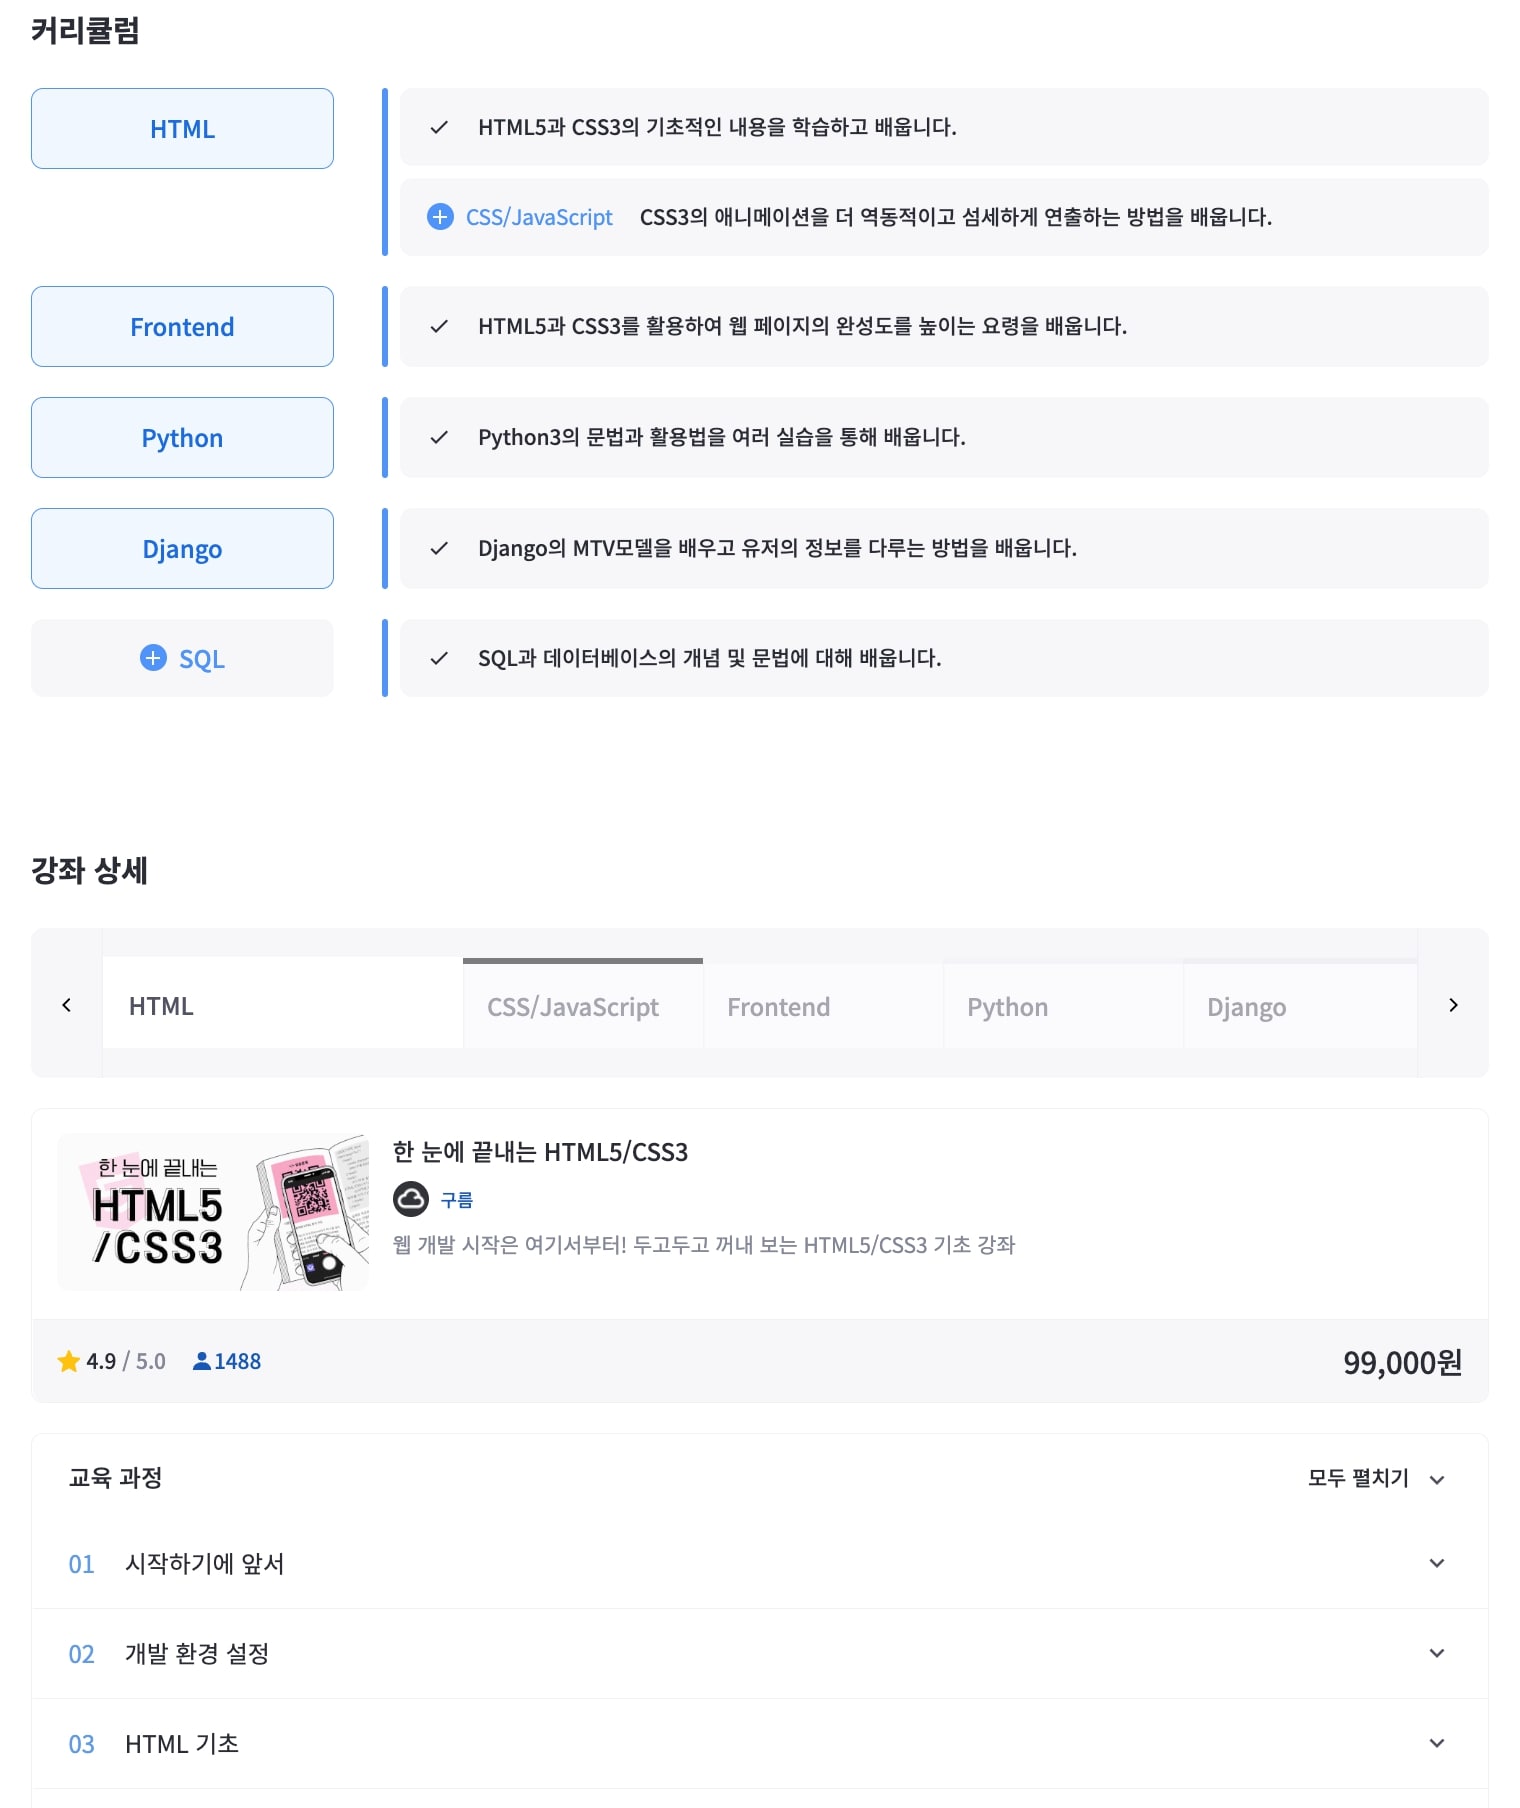 커리큘럼
HTML
HTML5과 CSS3의 기초적인 내용을 학습하고 배웁니다.
CSS/JavaScript CSS3의 애니메이션을 더 역동적이고 섬세하게 연출하는 방법을 배웁니다.
Frontend
HTML5과 CSS3를 활용하여 웹 페이지의 완성도를 높이는 요령을 배웁니다.
Python
Python3의 문법과 활용법을 여러 실습을 통해 배웁니다.
Django
Django의 MTV모델을 배우고 유저의 정보를 다루는 방법을 배웁니다.
SQL
SQL과 데이터베이스의 개념 및 문법에 대해 배웁니다.
강좌 상세
HTML CSS/JavaScript Frontend Python Django
한 눈에 끝내는
HTML5
/CSS3
한 눈에 끝내는 HTML5/CSS3
구름
웹 개발 시작은 여기서부터! 두고두고 꺼내 보는 HTML5/CSS3 기초 강좌
4.9 / 5.0 1488 99,000원
교육 과정 모두 펼치기
01 시작하기에 앞서
02 개발 환경 설정
03 HTML 기초